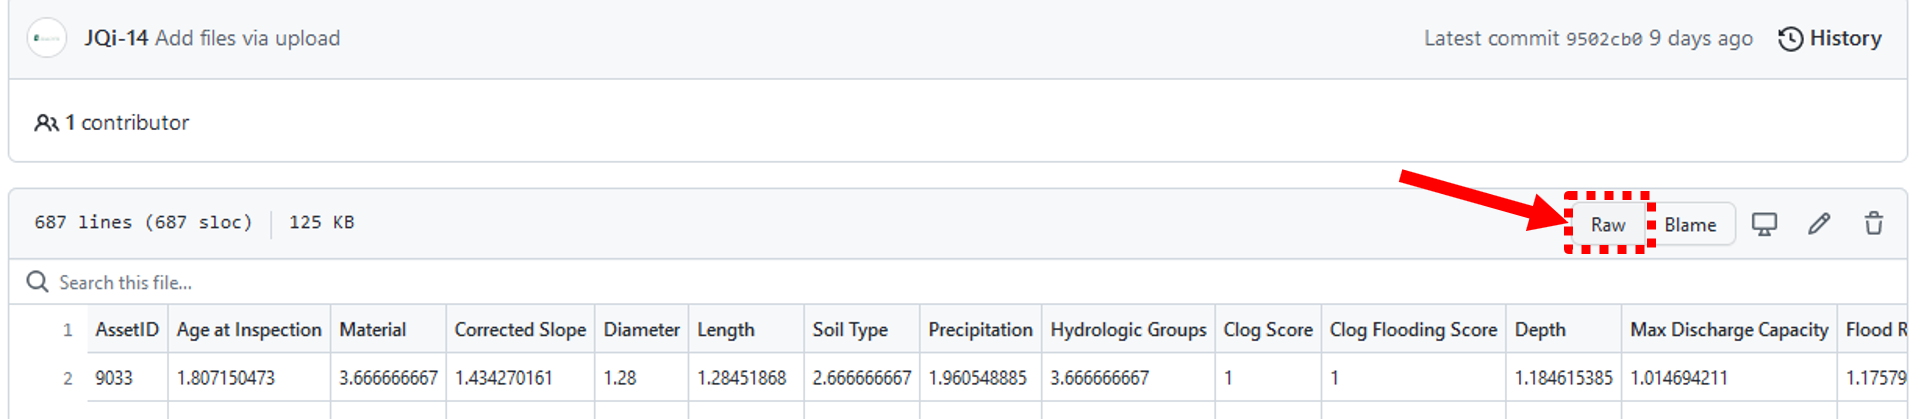 JQi-14 Add files via upload
Latest commit 9502cb0 9 days ago History
1 contributor
687 lines (687 sloc) 125 KB
Raw Blame
Search this file...
1 AssetID Age at Inspection Material Corrected Slope Diameter Length Soil Type Precipitation Hydrologic Groups Clog Score Clog Flooding Score Depth Max Discharge Capacity Flood R
2 9033 1.807150473 3.666666667 1.434270161 1.28 1.28451868 2.666666667 1.960548885 3.666666667 1 1 1.184615385 1.014694211 1.17579